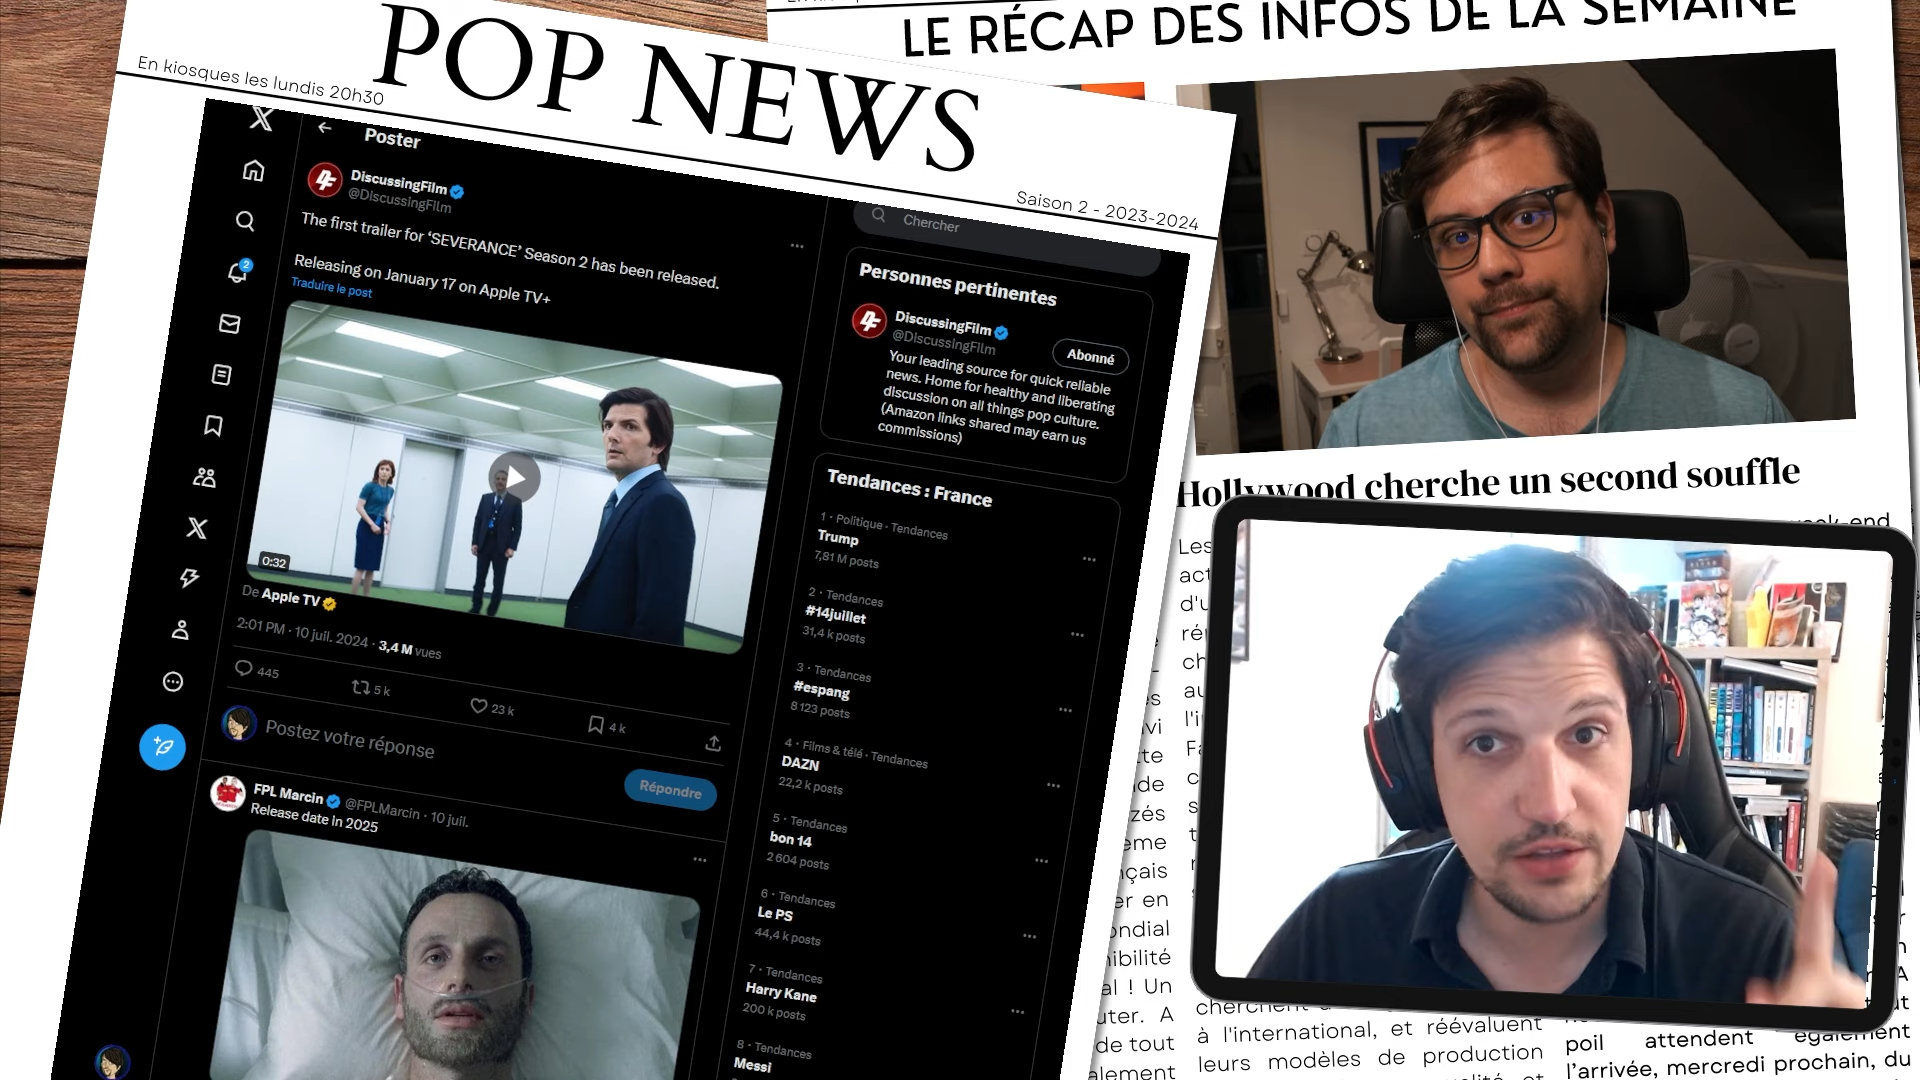 POP NEWS
En kiosques les lundis 20h30
Saison 2 - 2023-2024
Poster
DiscussingFilm
@DiscussingFilm
The first trailer for ‘SEVERANCE’ Season 2 has been released.
Releasing on January 17 on Apple TV+
Traduire le post
2
0:32
De Apple TV
2:01 PM · 10 juil. 2024 · 3,4 M vues
445
5 k
23 k
4 k
Postez votre réponse
Répondre
FPL Marcin @FPLMarcin · 10 juil.
Release date in 2025
Chercher
Personnes pertinentes
DiscussingFilm
@DiscussingFilm
Abonné
Your leading source for quick reliable
news. Home for healthy and liberating
discussion on all things pop culture.
(Amazon links shared may earn us
commissions)
Tendances : France
1 · Politique · Tendances
Trump
7,81 M posts
2 · Tendances
#14juillet
31,4 k posts
3 · Tendances
#espang
8 123 posts
4 · Films & télé · Tendances
DAZN
22,2 k posts
5 · Tendances
bon 14
2 604 posts
6 · Tendances
Le PS
44,4 k posts
7 · Tendances
Harry Kane
200 k posts
8 · Tendances
Messi
LE RÉCAP DES INFOS DE LA SEMAINE
Hollywood cherche un second souffle
week-end
Les
à l'international, et réévaluent
leurs modèles de production
poil attendent également
l'arrivée, mercredi prochain, du
de tout